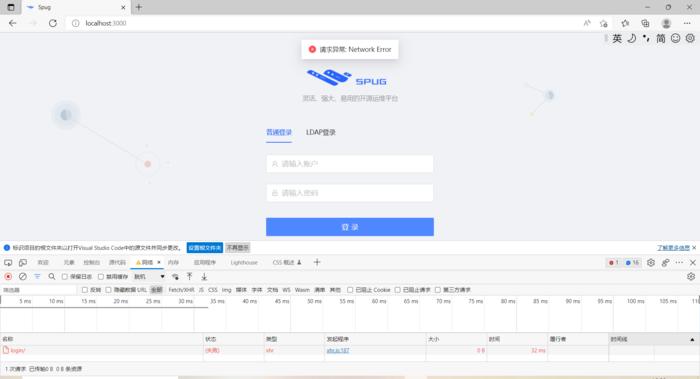 Spug
localhost:3000
英 简
请求异常: Network Error
SPUG
灵活、强大、易用的开源运维平台
普通登录 LDAP登录
请输入账户
请输入密码
登 录
标识项目的根文件夹以打开Visual Studio Code中的源文件并同步更改。 设置根文件夹 不再显示 了解更多信息
欢迎 元素 控制台 源代码 网络 内存 应用程序 Lighthouse CSS 概述 1 16
保留日志 禁用缓存 脱机
筛选器 反转 隐藏数据 URL 全部 Fetch/XHR JS CSS Img 媒体 字体 文档 WS Wasm 清单 其他 已阻止 Cookie 已阻止请求 第三方请求
5 ms 10 ms 15 ms 20 ms 25 ms 30 ms 35 ms 40 ms 45 ms 50 ms 55 ms 60 ms 65 ms 70 ms 75 ms 80 ms 85 ms 90 ms 95 ms 100 ms 105 ms 11
名称 状态 类型 发起程序 大小 时间 履行者 时间线
login/ (失败) xhr xhr.js:187 0 B 32 ms
1 次请求 已传输0 B 0 B 条资源